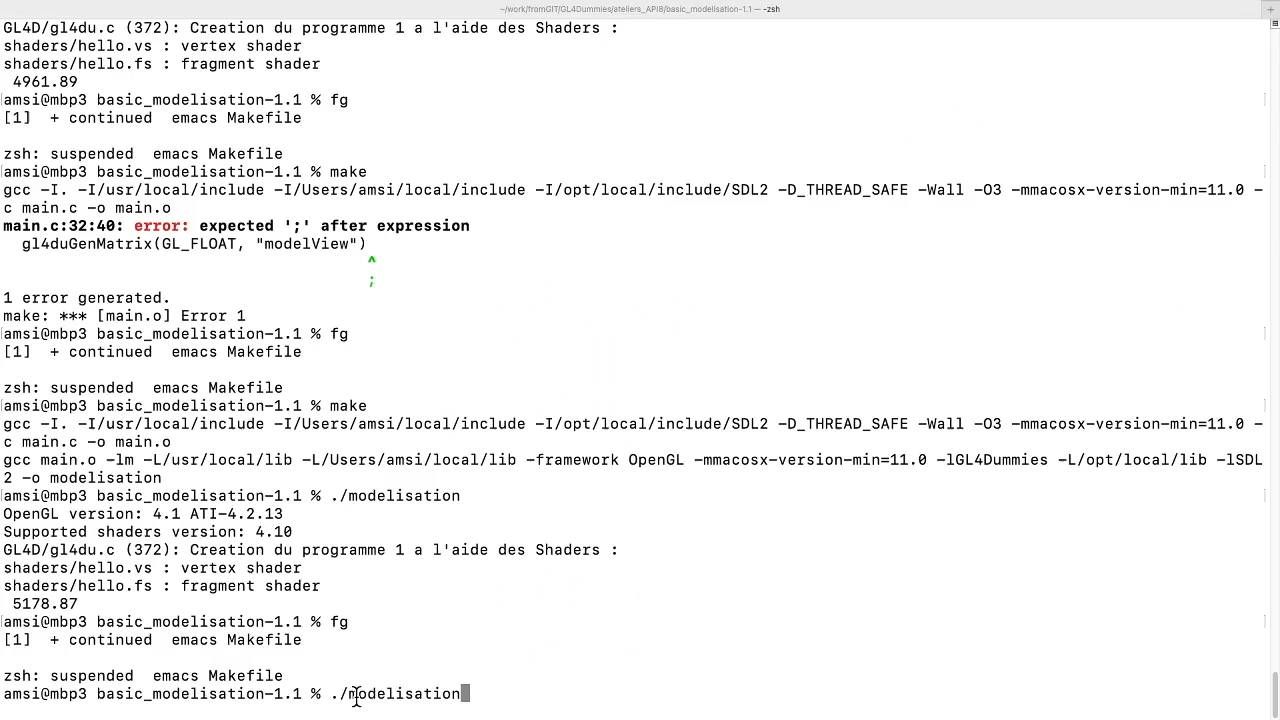 ~/work/fromGIT/GL4Dummies/ateliers_API8/basic_modelisation-1.1 — -zsh
GL4D/gl4du.c (372): Creation du programme 1 a l'aide des Shaders :
shaders/hello.vs : vertex shader
shaders/hello.fs : fragment shader
4961.89
amsi@mbp3 basic_modelisation-1.1 % fg
[1]  + continued  emacs Makefile
zsh: suspended  emacs Makefile
amsi@mbp3 basic_modelisation-1.1 % make
gcc -I. -I/usr/local/include -I/Users/amsi/local/include -I/opt/local/include/SDL2 -D_THREAD_SAFE -Wall -O3 -mmacosx-version-min=11.0 -
c main.c -o main.o
main.c:32:40: error: expected ';' after expression
gl4duGenMatrix(GL_FLOAT, "modelView")
^
;
1 error generated.
make: *** [main.o] Error 1
amsi@mbp3 basic_modelisation-1.1 % fg
[1]  + continued  emacs Makefile
zsh: suspended  emacs Makefile
amsi@mbp3 basic_modelisation-1.1 % make
gcc -I. -I/usr/local/include -I/Users/amsi/local/include -I/opt/local/include/SDL2 -D_THREAD_SAFE -Wall -O3 -mmacosx-version-min=11.0 -
c main.c -o main.o
gcc main.o -lm -L/usr/local/lib -L/Users/amsi/local/lib -framework OpenGL -mmacosx-version-min=11.0 -lGL4Dummies -L/opt/local/lib -lSDL
2 -o modelisation
amsi@mbp3 basic_modelisation-1.1 % ./modelisation
OpenGL version: 4.1 ATI-4.2.13
Supported shaders version: 4.10
GL4D/gl4du.c (372): Creation du programme 1 a l'aide des Shaders :
shaders/hello.vs : vertex shader
shaders/hello.fs : fragment shader
5178.87
amsi@mbp3 basic_modelisation-1.1 % fg
[1]  + continued  emacs Makefile
zsh: suspended  emacs Makefile
amsi@mbp3 basic_modelisation-1.1 % ./modelisation